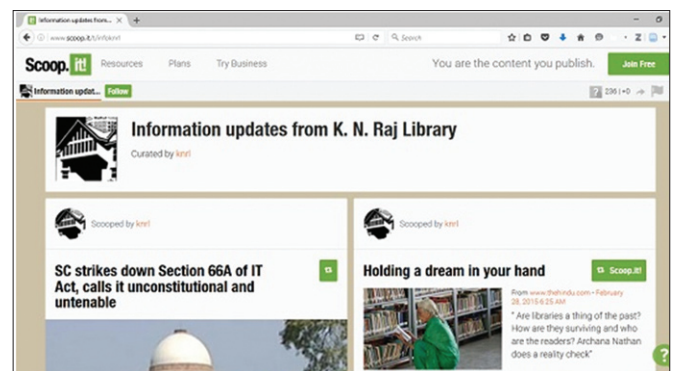 Information updates from... × +
www.scoop.it/t/infoknrl
Search
Scoop.it!
Resources
Plans
Try Business
You are the content you publish.
Join Free
Information updat...
Follow
? 236 | +0
Information updates from K. N. Raj Library
Curated by knrl
Scooped by knrl
SC strikes down Section 66A of IT
Act, calls it unconstitutional and
untenable
Scooped by knrl
Holding a dream in your hand
Scoop.it!
From www.thehindu.com - February
28, 2015 6:25 AM
"Are libraries a thing of the past?
How are they surviving and who
are the readers? Archana Nathan
does a reality check"
?